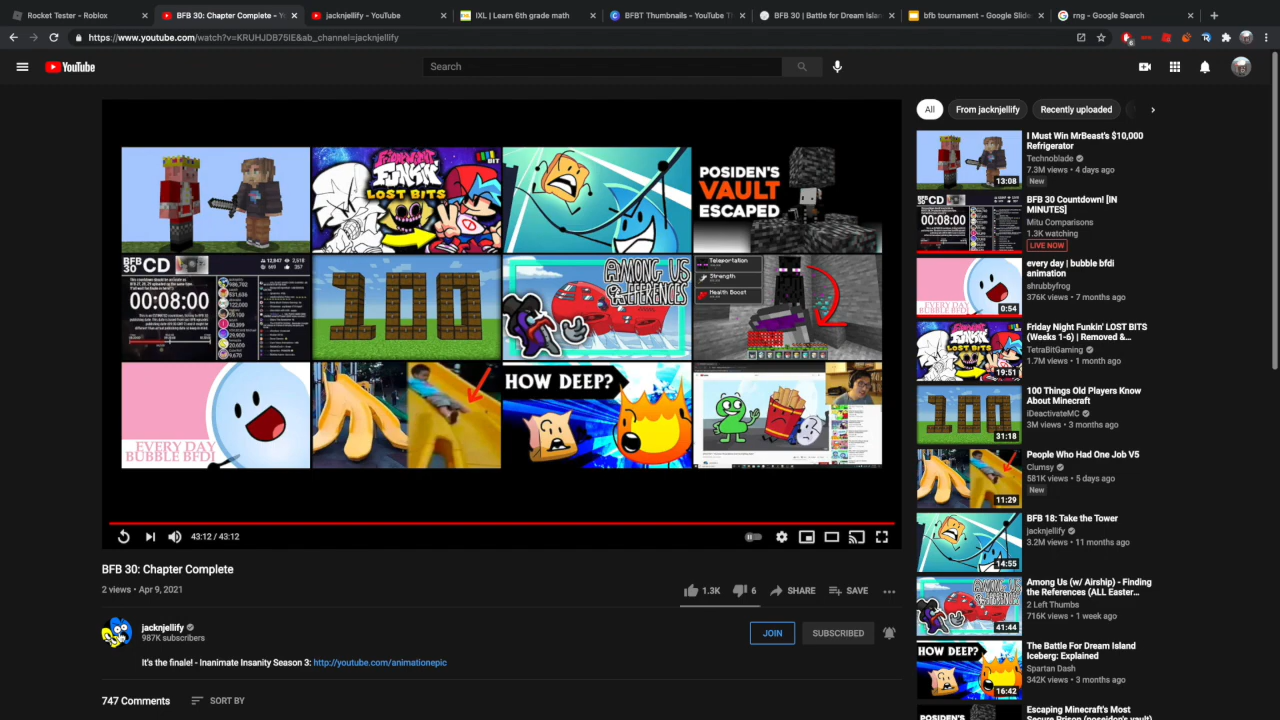 Rocket Tester - Roblox
BFB 30: Chapter Complete - Y
jacknjellify - YouTube
IXL | Learn 6th grade math
BFBT Thumbnails - YouTube T
BFB 30 | Battle for Dream Islan
bfb tournament - Google Slide
rng - Google Search
https://www.youtube.com/watch?v=KRUHJDB75IE&ab_channel=jacknjellify
YouTube
Search
All
From jacknjellify
Recently uploaded
FRIDAY NIGHT
FUNKIN
LOST BITS
BIT
POSIDEN'S
VAULT
ESCAPED
BFB
30
CD
00:08:00
100
AMONG US
REFERENCES
Teleportation
Strength
Health Boost
EVERY DAY
BUBBLE BFDI
HOW DEEP?
43:12 / 43:12
BFB 30: Chapter Complete
2 views • Apr 9, 2021
1.3K
6
SHARE
SAVE
jacknjellify
987K subscribers
JOIN
SUBSCRIBED
It's the finale! - Inanimate Insanity Season 3: http://youtube.com/animationepic
747 Comments
SORT BY
I Must Win MrBeast's $10,000
Refrigerator
Technoblade
7.3M views • 4 days ago
New
13:08
BFB 30 Countdown! [IN
MINUTES]
Mitu Comparisons
1.3K watching
LIVE NOW
00:08:00
every day | bubble bfdi
animation
shrubbyfrog
376K views • 7 months ago
0:54
Friday Night Funkin' LOST BITS
(Weeks 1-6) | Removed &...
TetraBitGaming
1.7M views • 1 month ago
19:51
100 Things Old Players Know
About Minecraft
iDeactivateMC
3M views • 3 months ago
31:18
People Who Had One Job V5
Clumsy
581K views • 5 days ago
New
11:29
BFB 18: Take the Tower
jacknjellify
3.2M views • 11 months ago
14:55
Among Us (w/ Airship) - Finding
the References (ALL Easter...
2 Left Thumbs
716K views • 1 week ago
41:44
The Battle For Dream Island
Iceberg: Explained
Spartan Dash
342K views • 3 months ago
HOW DEEP?
16:42
Escaping Minecraft's Most
Secure Prison (poseidon's vault)
POSIDEN'S